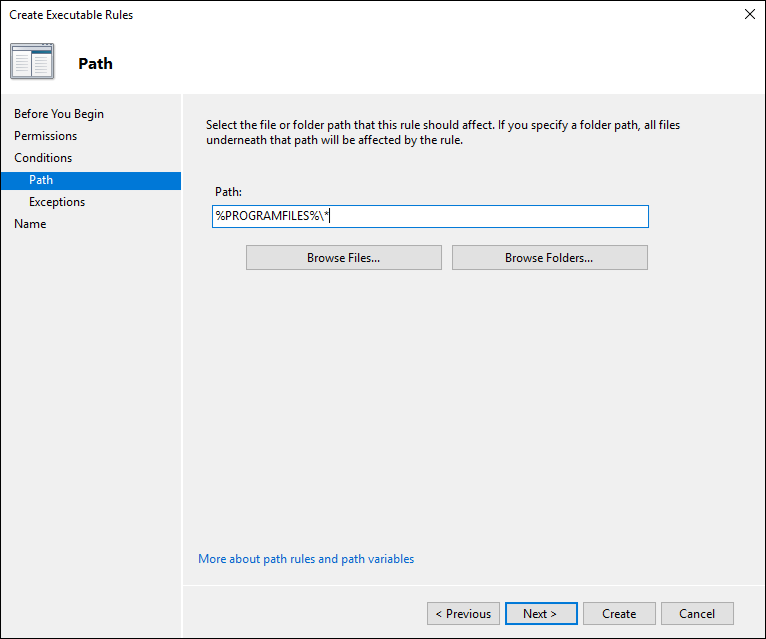 Create Executable Rules
Path
Before You Begin
Permissions
Conditions
Path
Exceptions
Name
Select the file or folder path that this rule should affect. If you specify a folder path, all files
underneath that path will be affected by the rule.
Path:
%PROGRAMFILES%\*
Browse Files...
Browse Folders...
More about path rules and path variables
< Previous
Next >
Create
Cancel